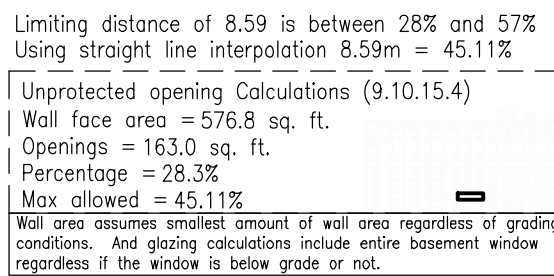 Limiting distance of 8.59 is between 28% and 57%
Using straight line interpolation 8.59m = 45.11%
Unprotected opening Calculations (9.10.15.4)
Wall face area = 576.8 sq. ft.
Openings = 163.0 sq. ft.
Percentage = 28.3%
Max allowed = 45.11%
Wall area assumes smallest amount of wall area regardless of grading
conditions. And glazing calculations include entire basement window
regardless if the window is below grade or not.